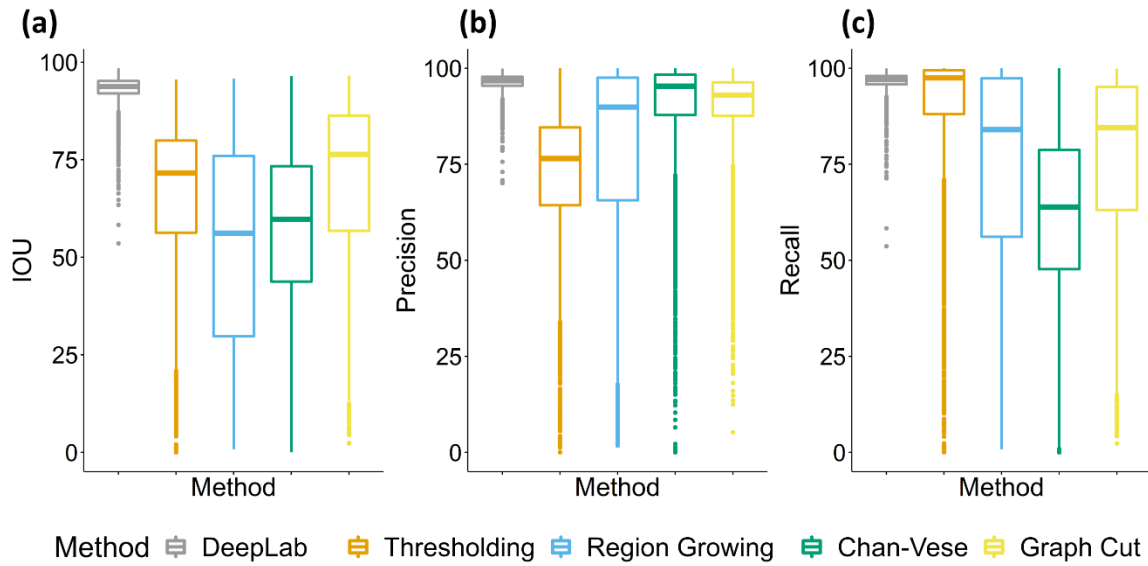 (a)
(b)
(c)
100
75
50
25
0
IOU
Method
100
75
50
25
0
Precision
Method
100
75
50
25
0
Recall
Method
Method DeepLab Thresholding Region Growing Chan-Vese Graph Cut